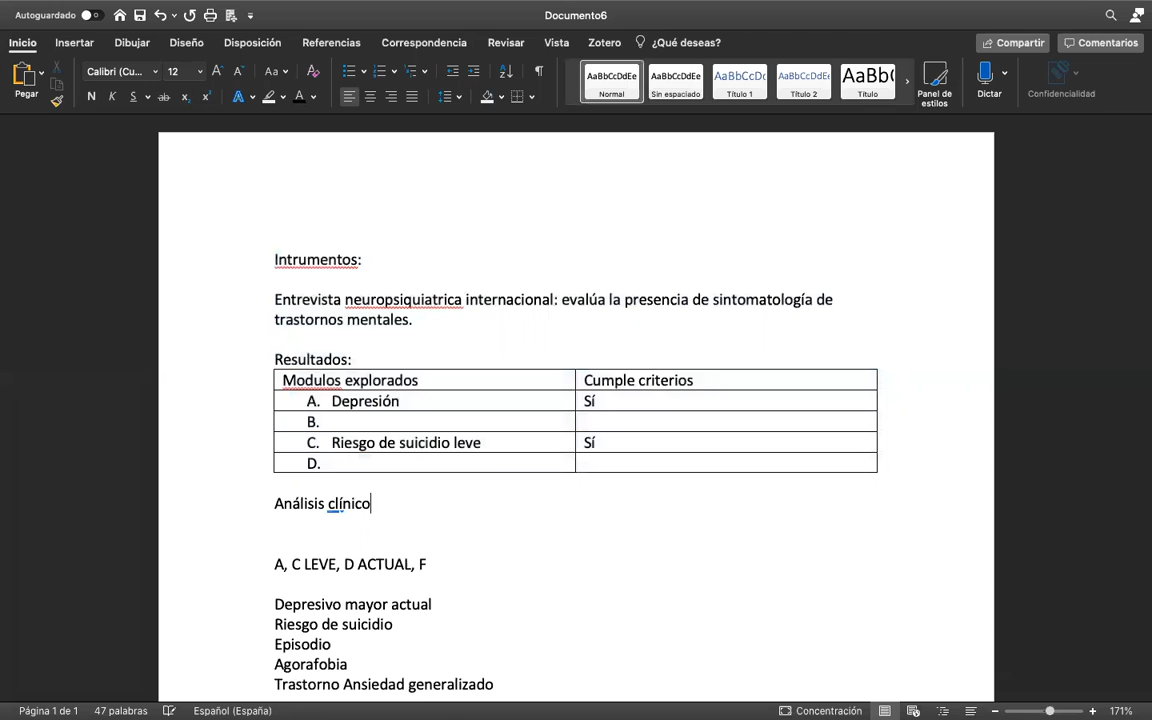 Autoguardado
Documento6
Inicio Insertar Dibujar Diseño Disposición Referencias Correspondencia Revisar Vista Zotero ¿Qué deseas? Compartir Comentarios
Pegar
Calibri (Cu... 12 A A Aa A
N K S ab x₂ x² A A
AaBbCcDdEe AaBbCcDdEe AaBbCcDc AaBbCcDdEe AaBb(
Normal Sin espaciado Título 1 Título 2 Título
Panel de estilos
Dictar
Confidencialidad
Intrumentos:
Entrevista neuropsiquiatrica internacional: evalúa la presencia de sintomatología de
trastornos mentales.
Resultados:
Modulos explorados Cumple criterios
A. Depresión Sí
B.
C. Riesgo de suicidio leve Sí
D.
Análisis clínico
A, C LEVE, D ACTUAL, F
Depresivo mayor actual
Riesgo de suicidio
Episodio
Agorafobia
Trastorno Ansiedad generalizado
Página 1 de 1 47 palabras Español (España) Concentración 171%